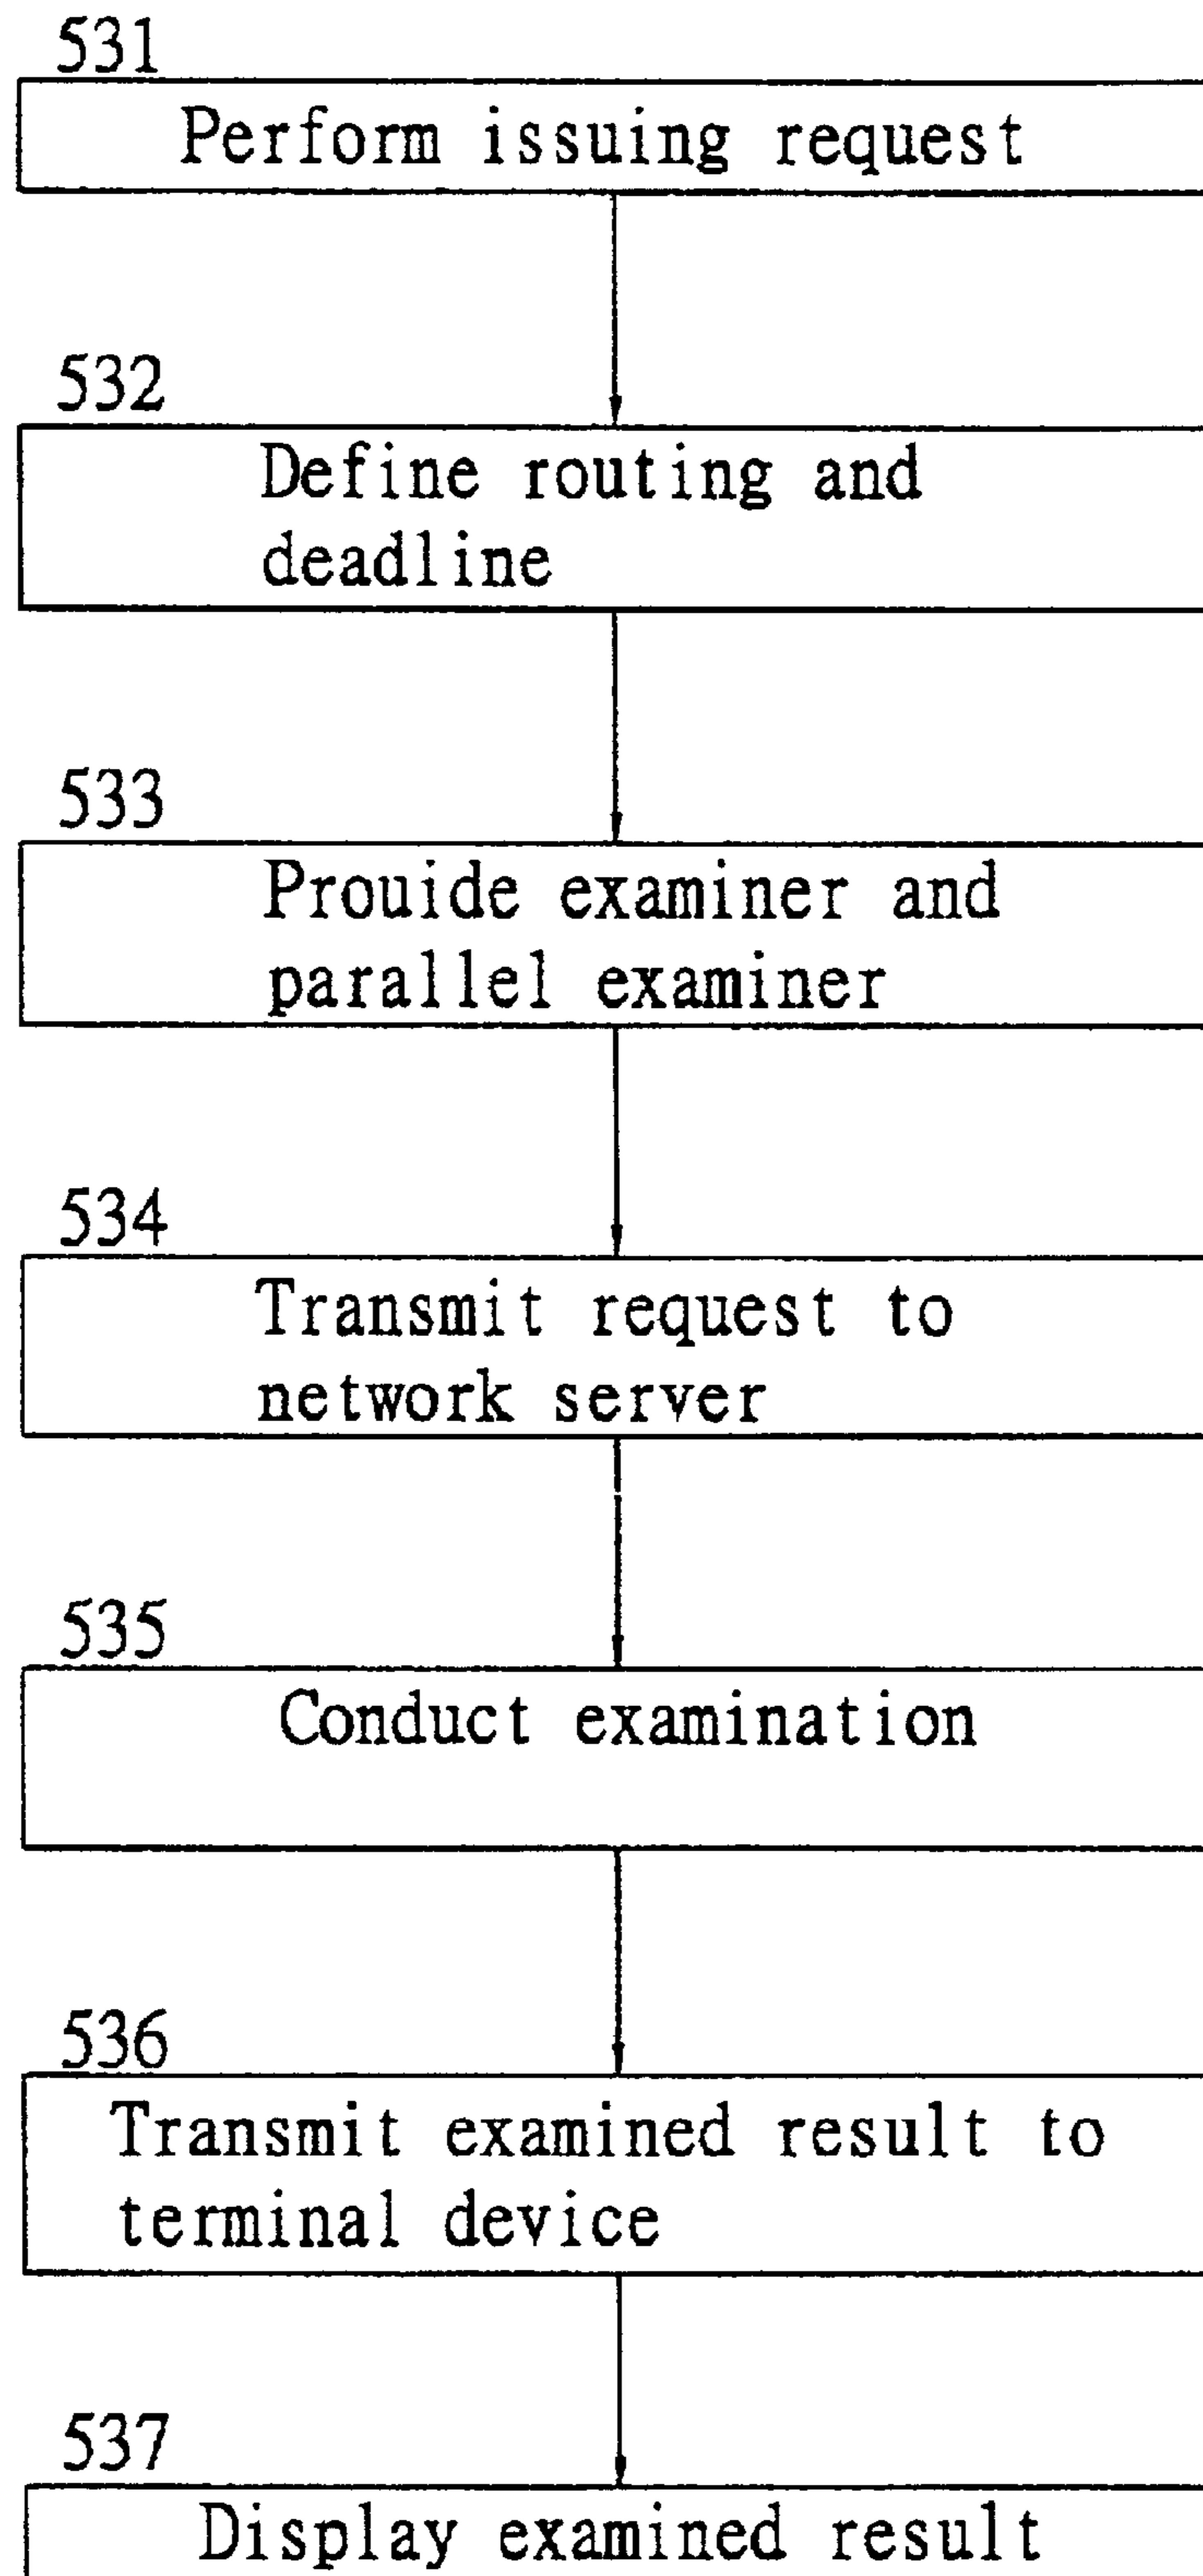 531
Perform issuing request
532
Define routing and
deadline
533
Prouide examiner and
parallel examiner
534
Transmit request to
network server
535
Conduct examination
536
Transmit examined result to
terminal device
537
Display examined result